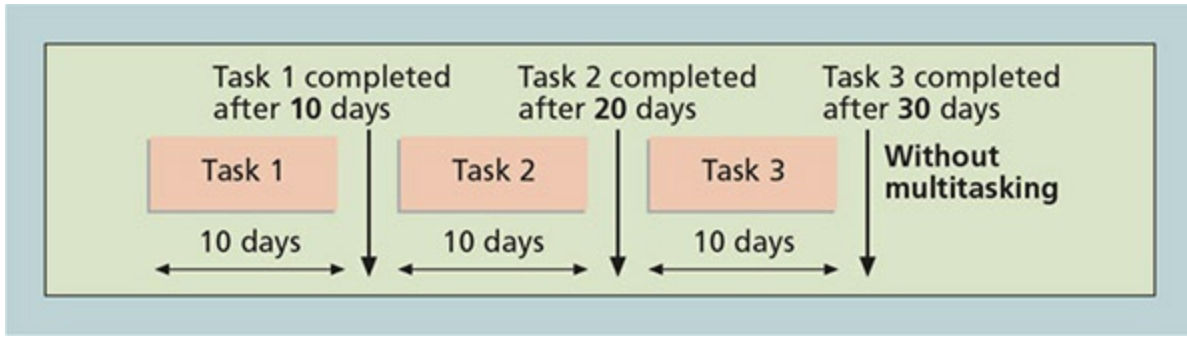 Task 1 completed
after 10 days
Task 2 completed
after 20 days
Task 3 completed
after 30 days
Task 1
Task 2
Task 3
Without
multitasking
10 days
10 days
10 days